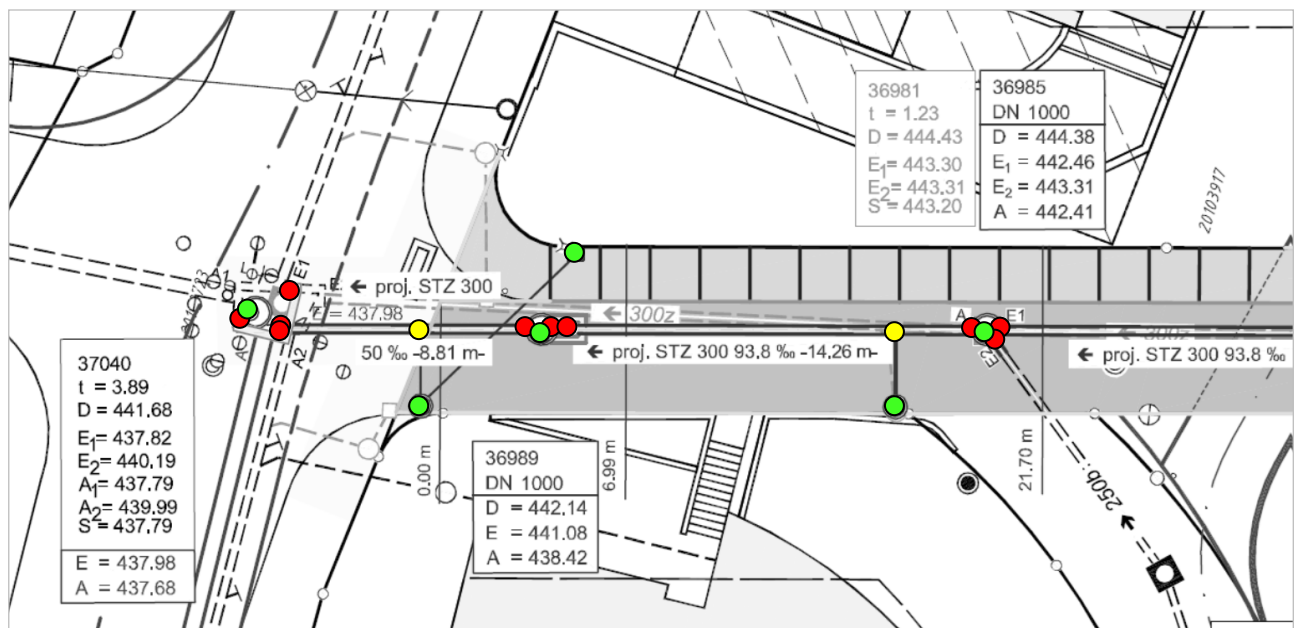 36981
t = 1.23
D = 444.43
E1= 443.30
E2= 443.31
S = 443.20
36985
DN 1000
D = 444.38
E1 = 442.46
E2 = 443.31
A = 442.41
20103917
A1
E1
E
← proj. STZ 300
= 437.98
← 300z
A
E1
A2
A
E2
50 ‰ -8,81 m-
← proj. STZ 300 93.8 ‰ -14,26 m-
← proj. STZ 300 93.8 ‰
37040
t = 3.89
D = 441.68
E1= 437.82
E2= 440.19
A1= 437.79
A2= 439.99
S = 437.79
E = 437.98
A = 437.68
0.00 m
36989
DN 1000
D = 442.14
E = 441.08
A = 438.42
6.99 m
21.70 m
← 250b